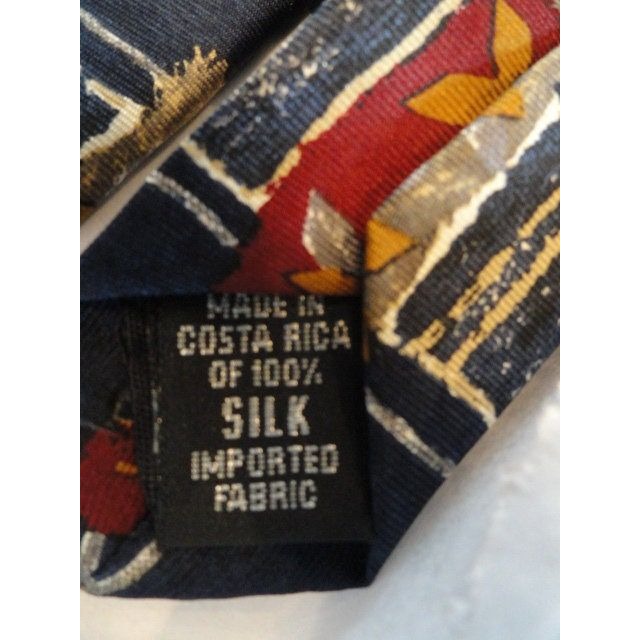 MADE IN
COSTA RICA
OF 100%
SILK
IMPORTED
FABRIC